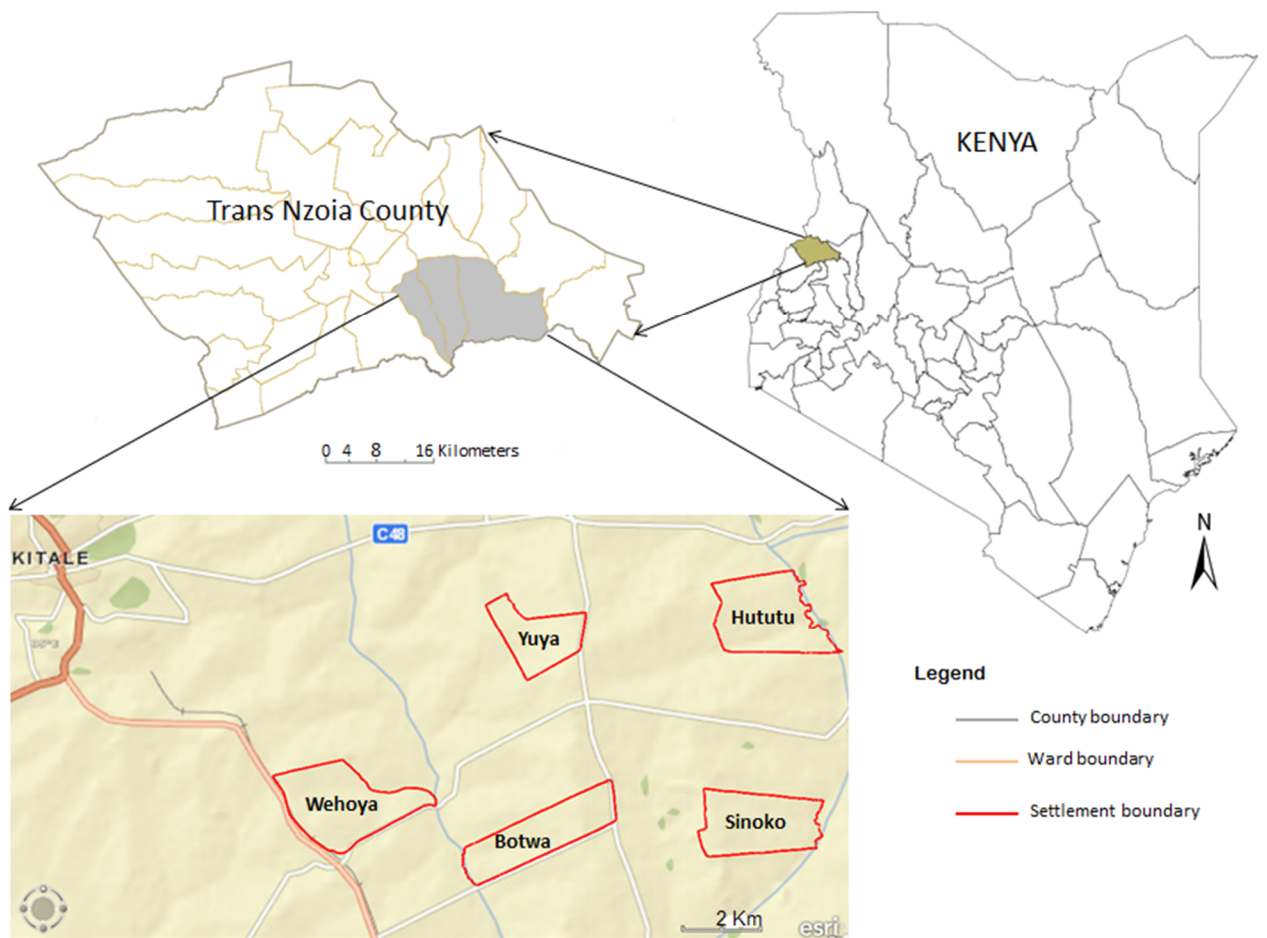 KENYA
Trans Nzoia County
0 4 8 16 Kilometers
N
C48
KITALE
35°E
Yuya
Hututu
Wehoya
Botwa
Sinoko
2 Km
esri
Legend
County boundary
Ward boundary
Settlement boundary